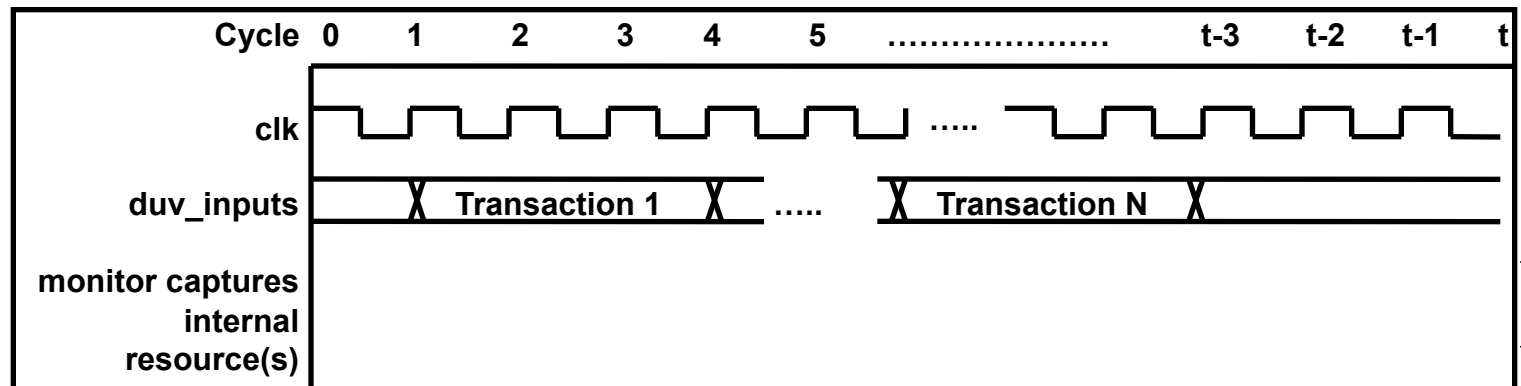 Cycle 0 1 2 3 4 5 ………………… t-3 t-2 t-1 t
clk …..
duv_inputs Transaction 1 ….. Transaction N
monitor captures
internal
resource(s)